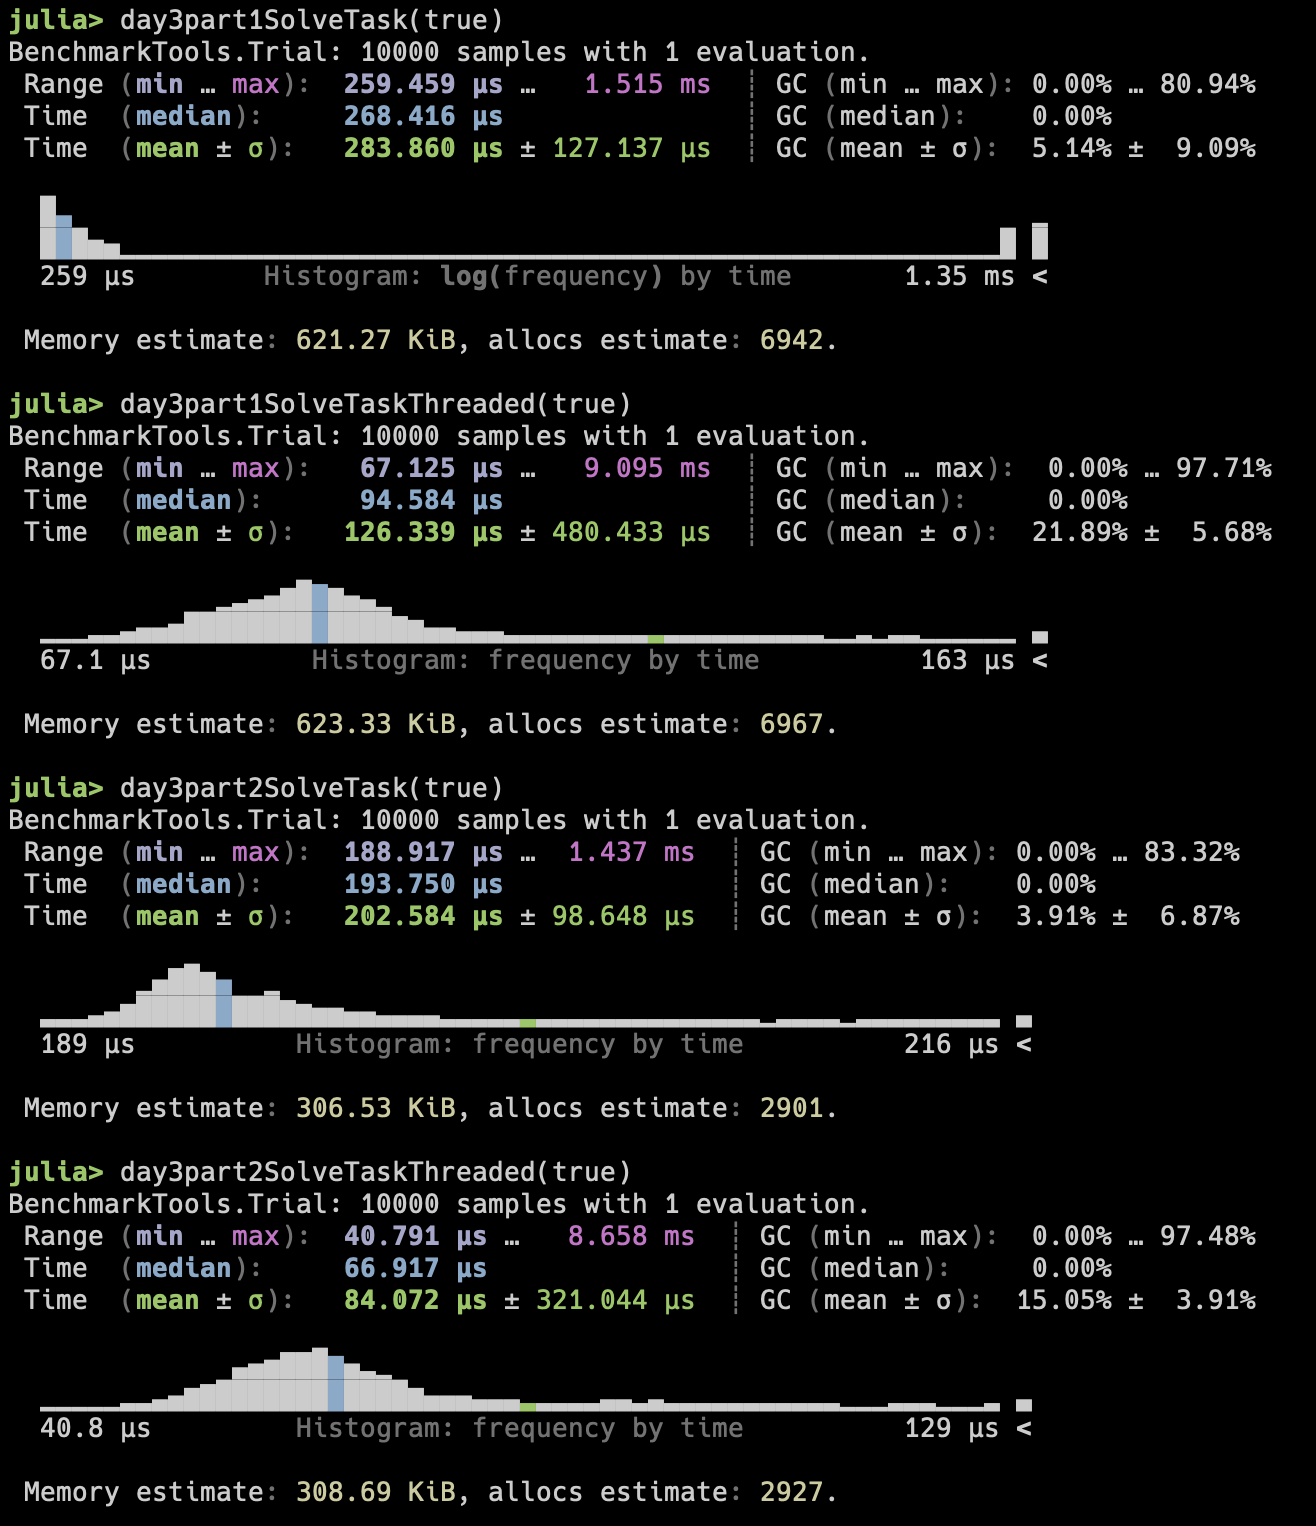 julia> day3part1SolveTask(true)
BenchmarkTools.Trial: 10000 samples with 1 evaluation.
Range (min … max): 259.459 μs … 1.515 ms ┊ GC (min … max): 0.00% … 80.94%
Time (median): 268.416 μs ┊ GC (median): 0.00%
Time (mean ± σ): 283.860 μs ± 127.137 μs ┊ GC (mean ± σ): 5.14% ± 9.09%
259 μs Histogram: log(frequency) by time 1.35 ms <
Memory estimate: 621.27 KiB, allocs estimate: 6942.
julia> day3part1SolveTaskThreaded(true)
BenchmarkTools.Trial: 10000 samples with 1 evaluation.
Range (min … max): 67.125 μs … 9.095 ms ┊ GC (min … max): 0.00% … 97.71%
Time (median): 94.584 μs ┊ GC (median): 0.00%
Time (mean ± σ): 126.339 μs ± 480.433 μs ┊ GC (mean ± σ): 21.89% ± 5.68%
67.1 μs Histogram: frequency by time 163 μs <
Memory estimate: 623.33 KiB, allocs estimate: 6967.
julia> day3part2SolveTask(true)
BenchmarkTools.Trial: 10000 samples with 1 evaluation.
Range (min … max): 188.917 μs … 1.437 ms ┊ GC (min … max): 0.00% … 83.32%
Time (median): 193.750 μs ┊ GC (median): 0.00%
Time (mean ± σ): 202.584 μs ± 98.648 μs ┊ GC (mean ± σ): 3.91% ± 6.87%
189 μs Histogram: frequency by time 216 μs <
Memory estimate: 306.53 KiB, allocs estimate: 2901.
julia> day3part2SolveTaskThreaded(true)
BenchmarkTools.Trial: 10000 samples with 1 evaluation.
Range (min … max): 40.791 μs … 8.658 ms ┊ GC (min … max): 0.00% … 97.48%
Time (median): 66.917 μs ┊ GC (median): 0.00%
Time (mean ± σ): 84.072 μs ± 321.044 μs ┊ GC (mean ± σ): 15.05% ± 3.91%
40.8 μs Histogram: frequency by time 129 μs <
Memory estimate: 308.69 KiB, allocs estimate: 2927.